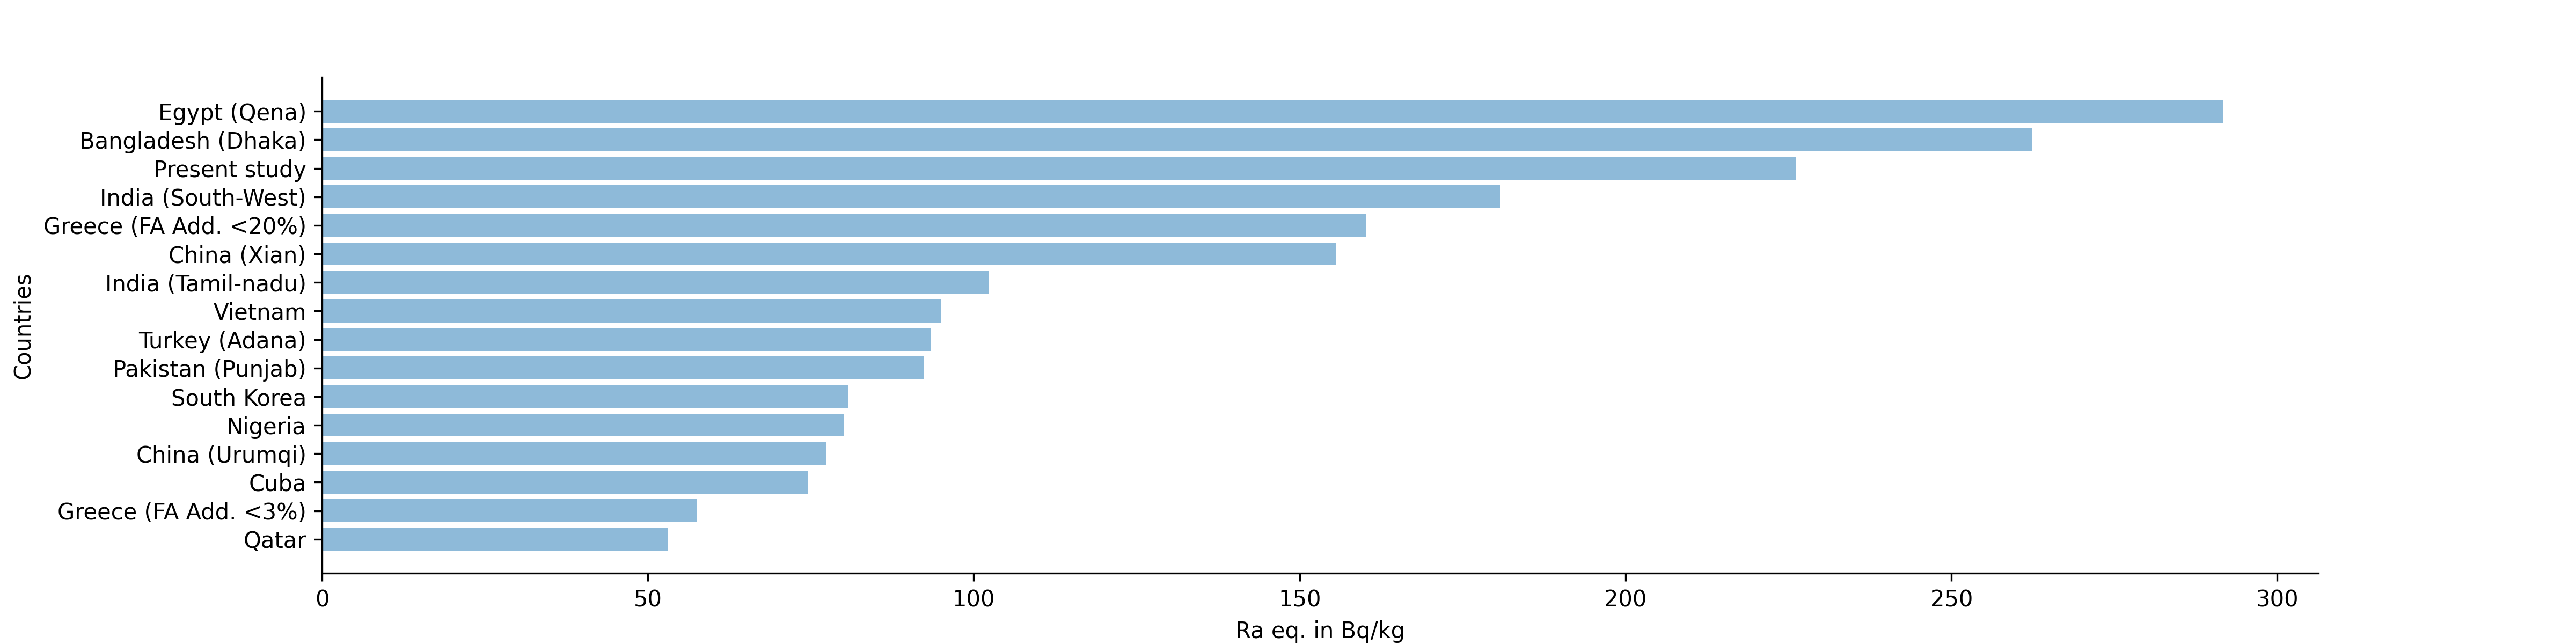 Egypt (Qena)
Bangladesh (Dhaka)
Present study
India (South-West)
Greece (FA Add. <20%)
China (Xian)
India (Tamil-nadu)
Vietnam
Turkey (Adana)
Pakistan (Punjab)
South Korea
Nigeria
China (Urumqi)
Cuba
Greece (FA Add. <3%)
Qatar
Countries
0 50 100 150 200 250 300
Ra eq. in Bq/kg